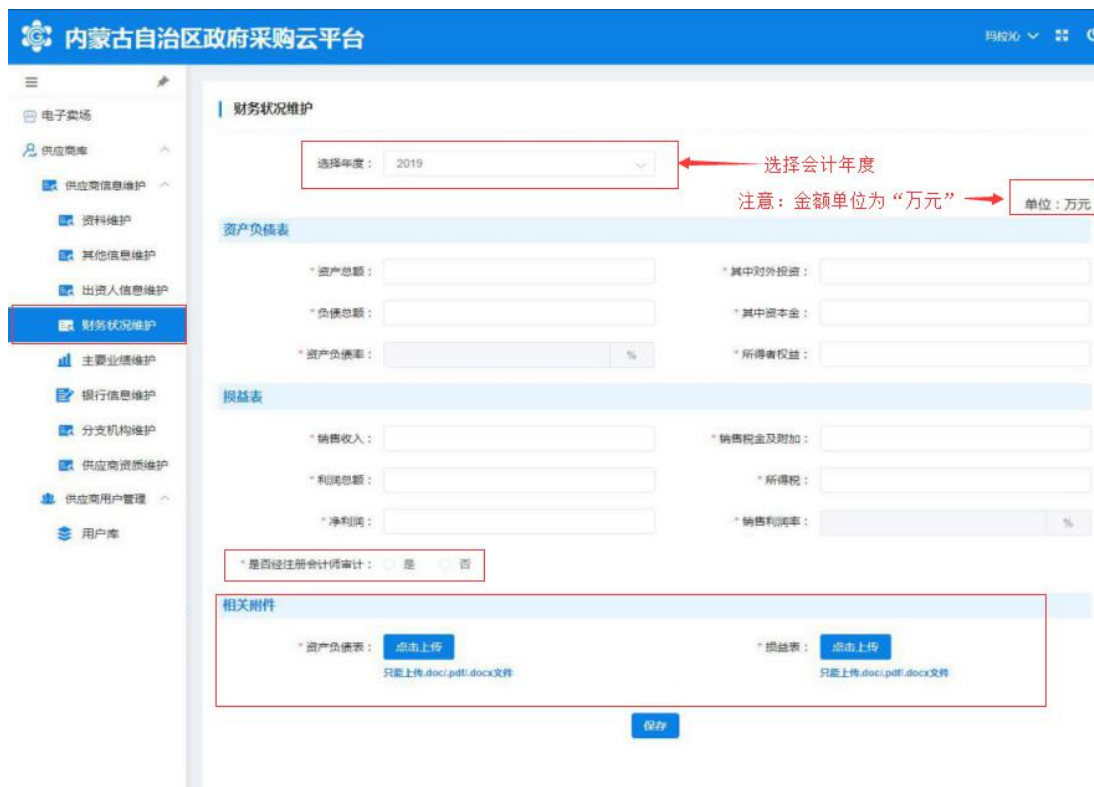 内蒙古自治区政府采购云平台
玛拉沁
电子卖场
供应商库
供应商信息维护
资料维护
其他信息维护
出资人信息维护
财务状况维护
主要业绩维护
银行信息维护
分支机构维护
供应商资质维护
供应商用户管理
用户库
财务状况维护
选择年度： 2019
选择会计年度
注意：金额单位为“万元”
单位：万元
资产负债表
*资产总额： *其中对外投资：
*负债总额： *其中资本金：
*资产负债率： % *所得者权益：
损益表
*销售收入： *销售税金及附加：
*利润总额： *所得税：
*净利润： *销售利润率： %
*是否经注册会计师审计： 是 否
相关附件
*资产负债表： 点击上传 *损益表： 点击上传
只能上传.doc/.pdf/.docx文件 只能上传.doc/.pdf/.docx文件
保存